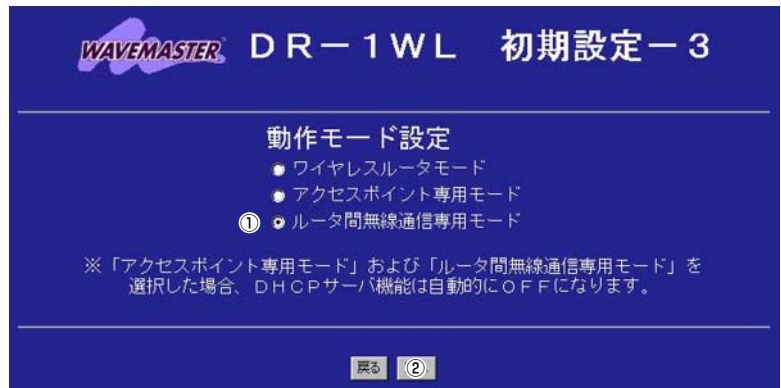 WAVEMASTER DR－1WL 初期設定－3
動作モード設定
ワイヤレスルータモード
アクセスポイント専用モード
① ルータ間無線通信専用モード
※「アクセスポイント専用モード」および「ルータ間無線通信専用モード」を
選択した場合、DHCPサーバ機能は自動的にOFFになります。
戻る ②